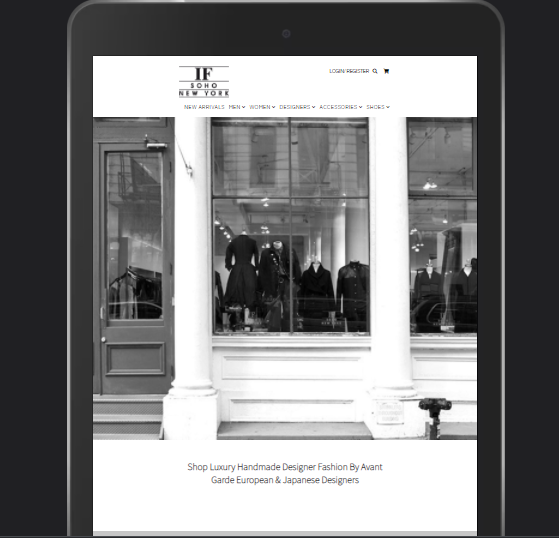 IF
SOHO
NEW YORK
LOGIN/REGISTER
NEW ARRIVALS MEN WOMEN DESIGNERS ACCESSORIES SHOES
Shop Luxury Handmade Designer Fashion By Avant
Garde European & Japanese Designers